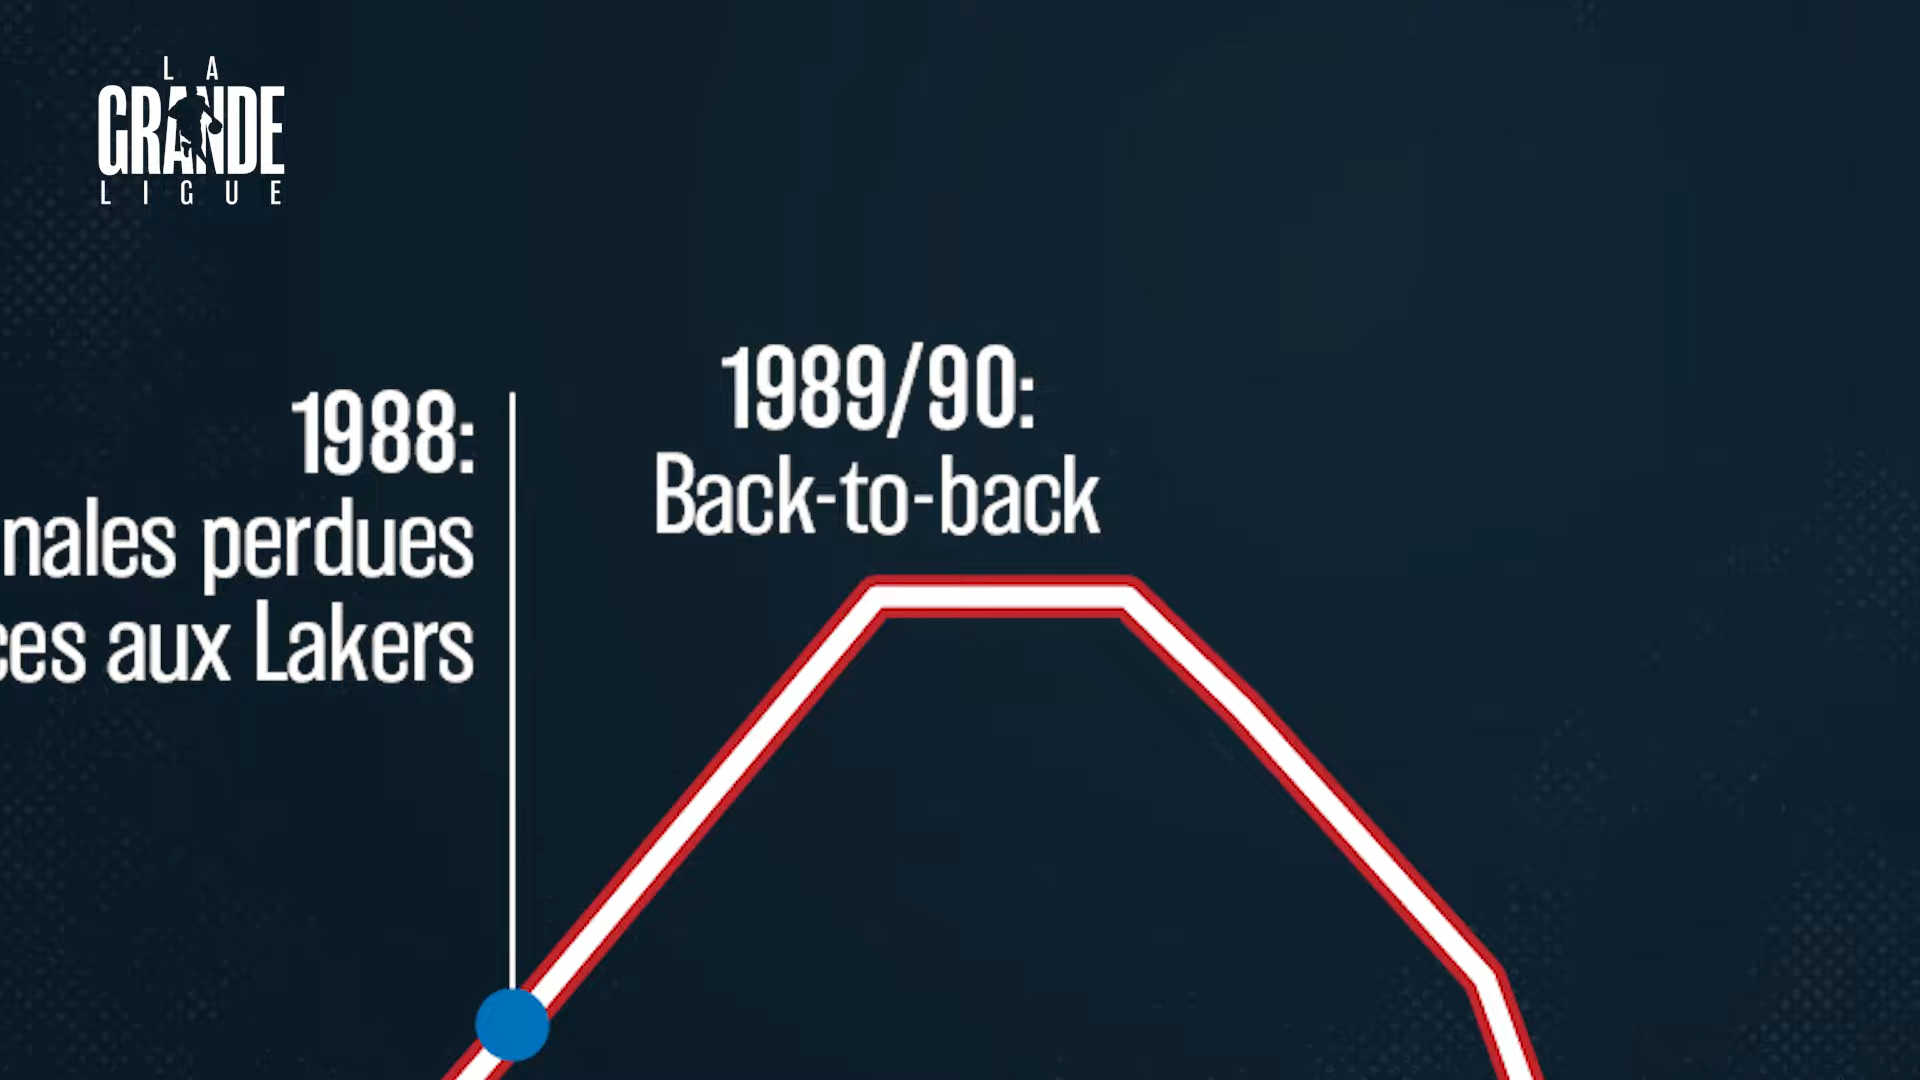 LA
GRANDE
LIGUE
1989/90:
Back-to-back
1988:
nales perdues
ces aux Lakers